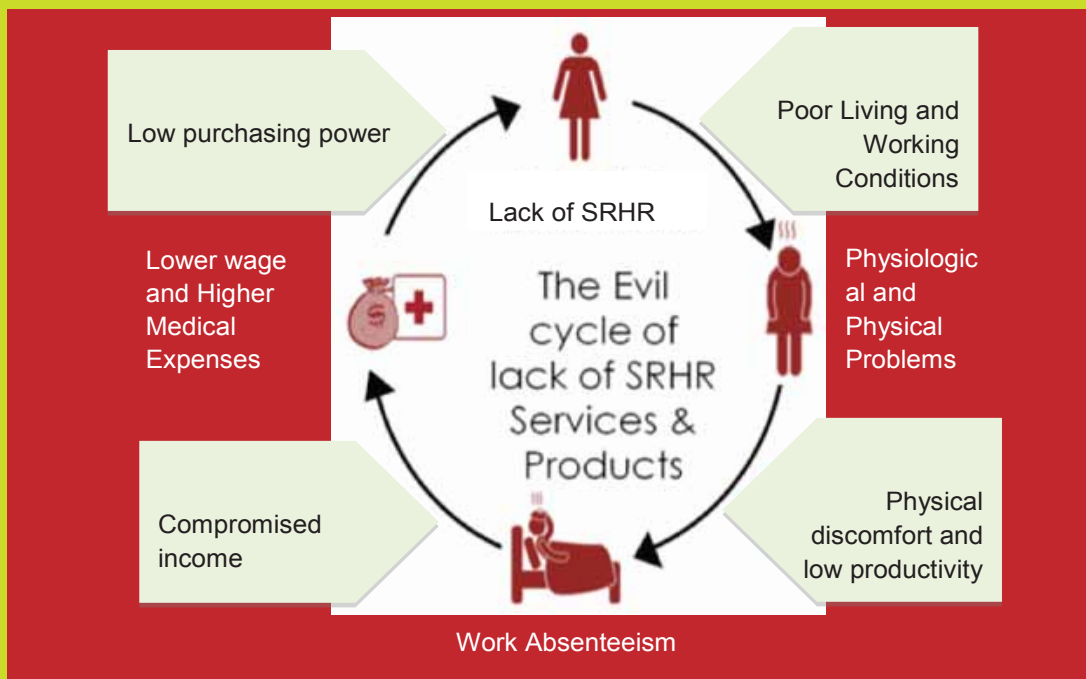 Low purchasing power
Poor Living and
Working
Conditions
Lack of SRHR
Lower wage
and Higher
Medical
Expenses
$
The Evil
cycle of
lack of SRHR
Services &
Products
Physiologic
al and
Physical
Problems
Compromised
income
Physical
discomfort and
low productivity
Work Absenteeism